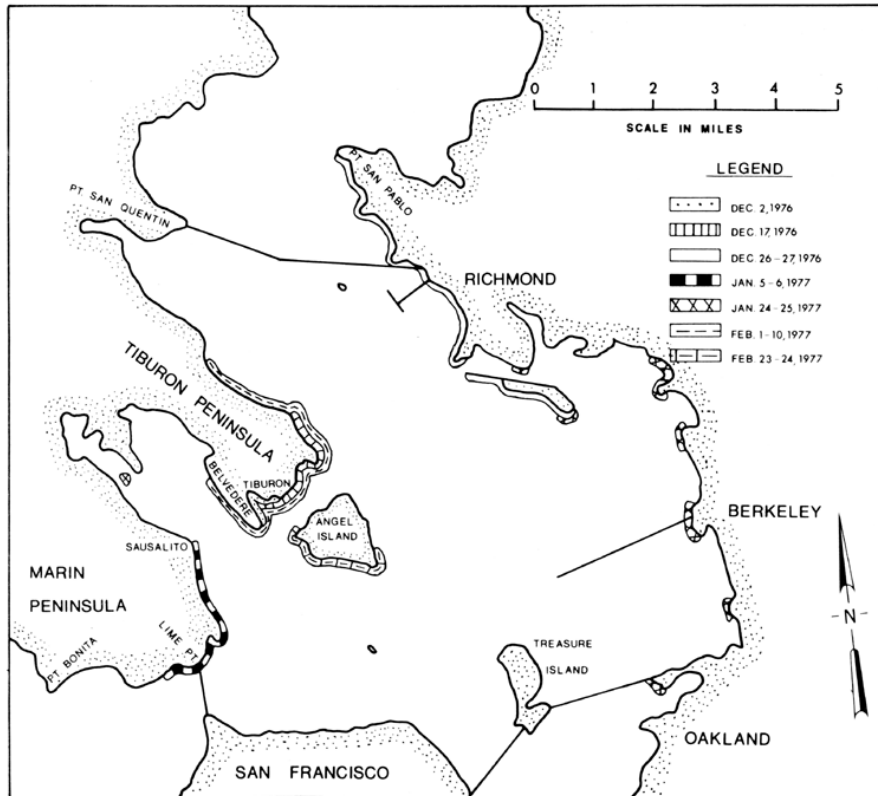 0 1 2 3 4 5
SCALE IN MILES
LEGEND
DEC. 2, 1976
DEC. 17, 1976
DEC. 26-27, 1976
JAN. 5-6, 1977
JAN. 24-25, 1977
FEB. 1-10, 1977
FEB. 23-24, 1977
PT. SAN QUENTIN
PT. SAN PABLO
RICHMOND
TIBURON PENINSULA
BELVEDERE
TIBURON
ANGEL
ISLAND
BERKELEY
SAUSALITO
MARIN
PENINSULA
LIME PT.
PT. BONITA
TREASURE
ISLAND
N
OAKLAND
SAN FRANCISCO